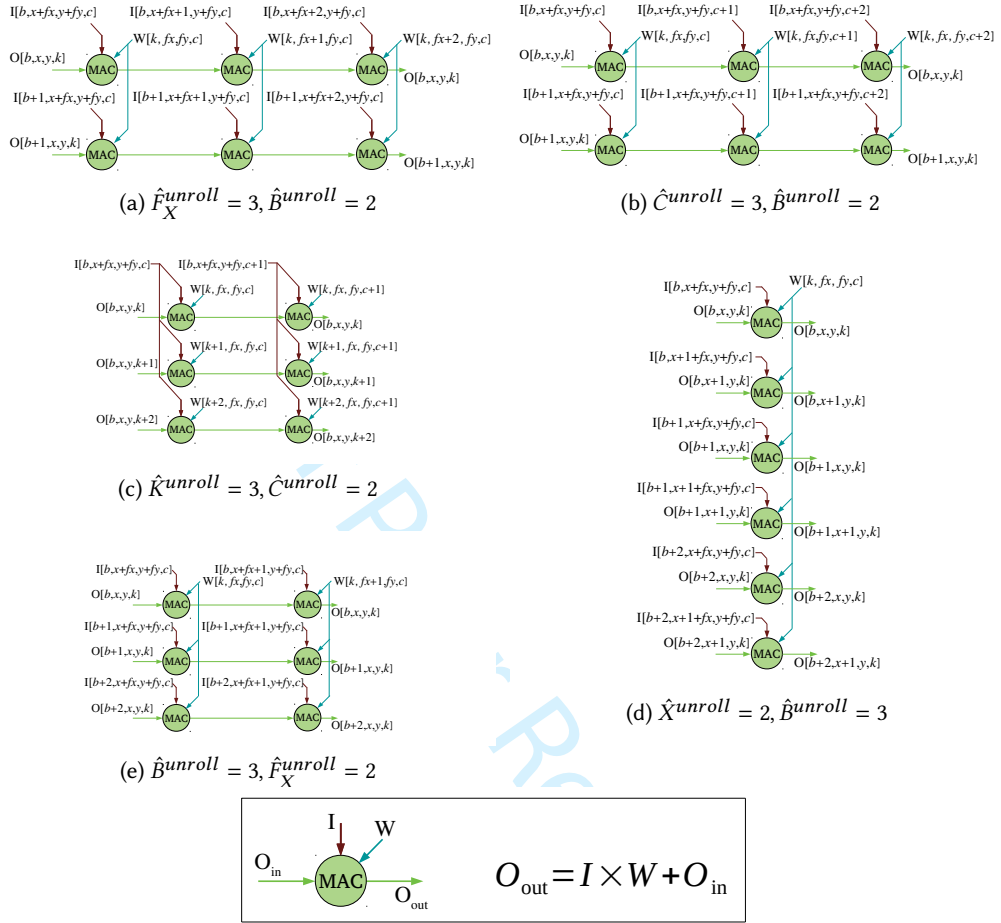 I[b,x+fx,y+fy,c] I[b,x+fx+1,y+fy,c] I[b,x+fx+2,y+fy,c]
W[k, fx,fy,c] W[k, fx+1,fy,c] W[k, fx+2, fy,c]
O[b,x,y,k] MAC MAC MAC O[b,x,y,k]
I[b+1,x+fx,y+fy,c] I[b+1,x+fx+1,y+fy,c] I[b+1,x+fx+2,y+fy,c]
O[b+1,x,y,k] MAC MAC MAC O[b+1,x,y,k]
(a) F̂_X^unroll = 3, B̂^unroll = 2
I[b,x+fx,y+fy,c] I[b,x+fx,y+fy,c+1] I[b,x+fx,y+fy,c+2]
W[k, fx,fy,c] W[k, fx,fy,c+1] W[k, fx, fy,c+2]
O[b,x,y,k] MAC MAC MAC O[b,x,y,k]
I[b+1,x+fx,y+fy,c] I[b+1,x+fx,y+fy,c+1] I[b+1,x+fx,y+fy,c+2]
O[b+1,x,y,k] MAC MAC MAC O[b+1,x,y,k]
(b) Ĉ^unroll = 3, B̂^unroll = 2
I[b,x+fx,y+fy,c] I[b,x+fx,y+fy,c+1]
W[k, fx, fy,c] W[k, fx, fy,c+1]
O[b,x,y,k] MAC MAC O[b,x,y,k]
W[k+1, fx, fy,c] W[k+1, fx, fy,c+1]
O[b,x,y,k+1] MAC MAC O[b,x,y,k+1]
W[k+2, fx, fy,c] W[k+2, fx, fy,c+1]
O[b,x,y,k+2] MAC MAC O[b,x,y,k+2]
(c) K̂^unroll = 3, Ĉ^unroll = 2
I[b,x+fx,y+fy,c] W[k, fx,fy,c]
O[b,x,y,k] MAC O[b,x,y,k]
I[b,x+1+fx,y+fy,c]
O[b,x+1,y,k] MAC O[b,x+1,y,k]
I[b+1,x+fx,y+fy,c]
O[b+1,x,y,k] MAC O[b+1,x,y,k]
I[b+1,x+1+fx,y+fy,c]
O[b+1,x+1,y,k] MAC O[b+1,x+1,y,k]
I[b+2,x+fx,y+fy,c]
O[b+2,x,y,k] MAC O[b+2,x,y,k]
I[b+2,x+1+fx,y+fy,c]
O[b+2,x+1,y,k] MAC O[b+2,x+1,y,k]
(d) X̂^unroll = 2, B̂^unroll = 3
I[b,x+fx,y+fy,c] I[b,x+fx+1,y+fy,c]
W[k, fx,fy,c] W[k, fx+1,fy,c]
O[b,x,y,k] MAC MAC O[b,x,y,k]
I[b+1,x+fx,y+fy,c] I[b+1,x+fx+1,y+fy,c]
O[b+1,x,y,k] MAC MAC O[b+1,x,y,k]
I[b+2,x+fx,y+fy,c] I[b+2,x+fx+1,y+fy,c]
O[b+2,x,y,k] MAC MAC O[b+2,x,y,k]
(e) B̂^unroll = 3, F̂_X^unroll = 2
I W
O_in MAC O_out
O_out = I × W + O_in